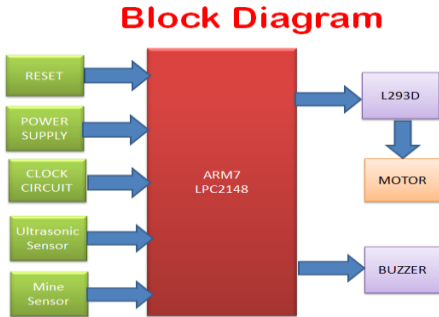 Block Diagram
RESET
POWER
SUPPLY
CLOCK
CIRCUIT
Ultrasonic
Sensor
Mine
Sensor
ARM7
LPC2148
L293D
MOTOR
BUZZER